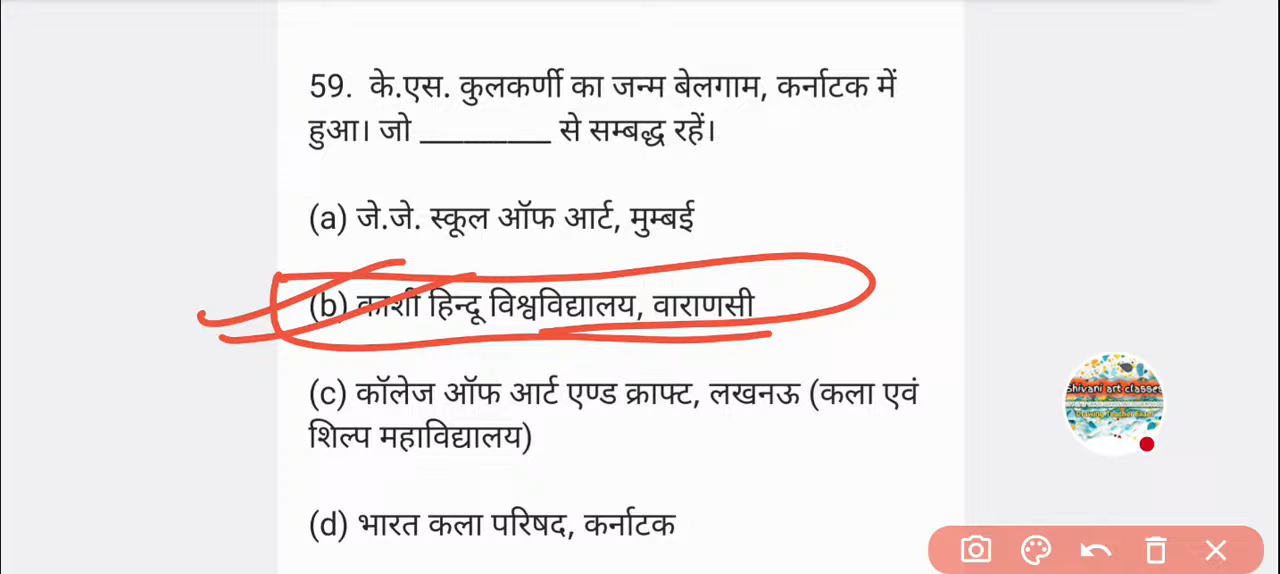 59. के.एस. कुलकर्णी का जन्म बेलगाम, कर्नाटक में
हुआ। जो ________ से सम्बद्ध रहें।
(a) जे.जे. स्कूल ऑफ आर्ट, मुम्बई
(b) काशी हिन्दू विश्वविद्यालय, वाराणसी
(c) कॉलेज ऑफ आर्ट एण्ड क्राफ्ट, लखनऊ (कला एवं
शिल्प महाविद्यालय)
(d) भारत कला परिषद, कर्नाटक
Shivani art classes